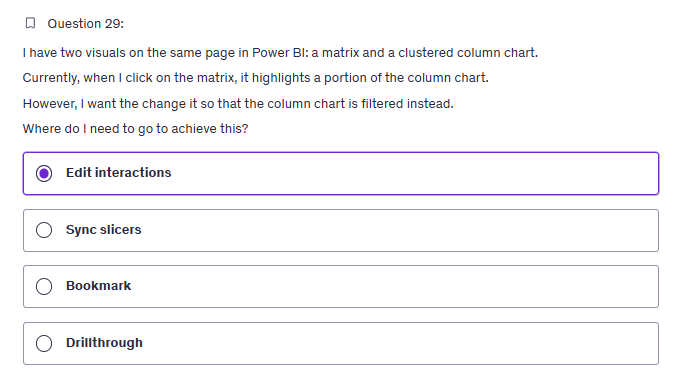 Question 29:
I have two visuals on the same page in Power BI: a matrix and a clustered column chart.
Currently, when I click on the matrix, it highlights a portion of the column chart.
However, I want the change it so that the column chart is filtered instead.
Where do I need to go to achieve this?
Edit interactions
Sync slicers
Bookmark
Drillthrough